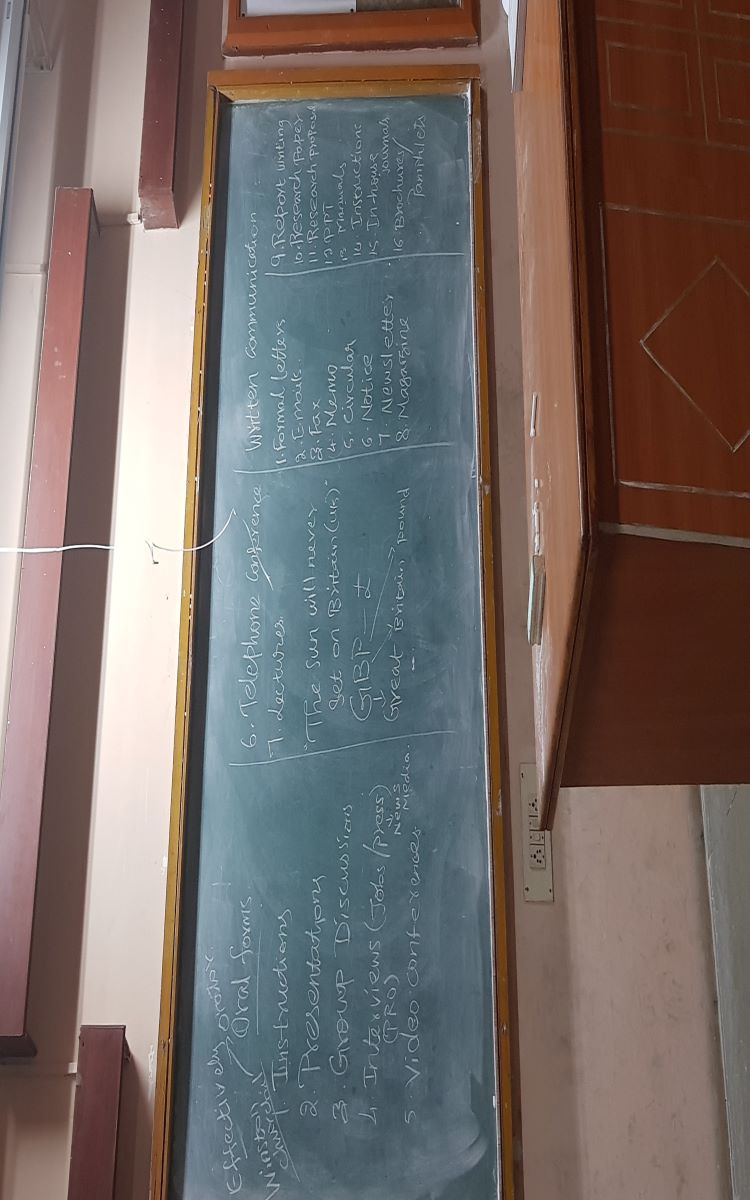 Effectively orator
Winston churchill
Oral forms
1. Instructions
2. Presentations
3. Group Discussions
4. Interviews (Jobs / press)
(PRO)
News
Media.
5. Video conferences
6. Telephone conference
7. Lectures.
"The sun will never
set on Britain (UK)"
GBP - £
Great Britain pound
Written Communication
1. Formal letters
2. Emails.
3. Fax
4. Memo
5. Circular
6. Notice
7. Newsletter
8. Magargine
9. Report writing
10. Research paper
11. Research proposal
12 PPT
13 Manuals
14. Instructions
15. In-house
Journals
16. Brochures/
Pamphlets